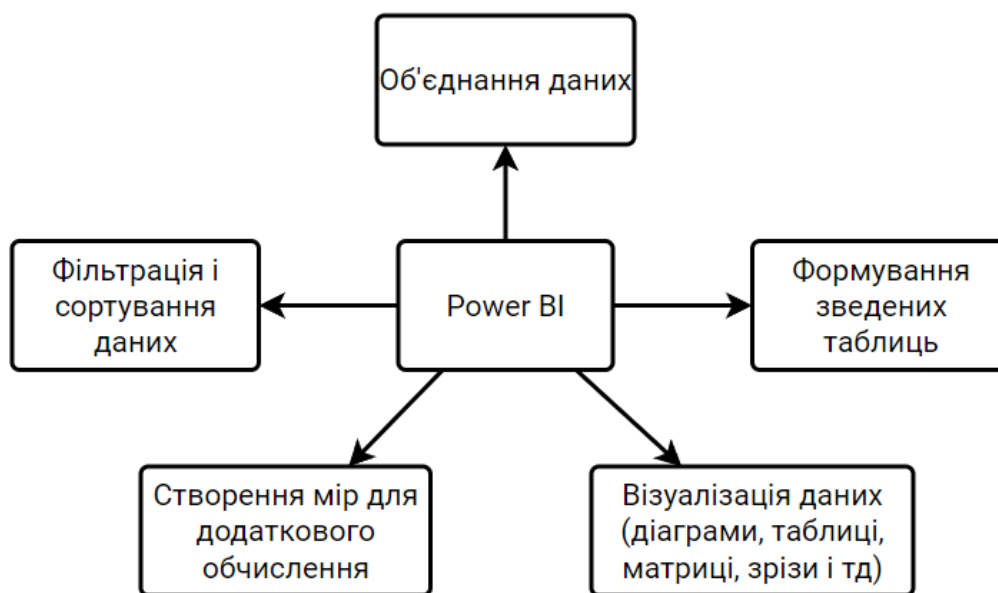 Об'єднання даних
Фільтрація і
сортування
даних
Power BI
Формування
зведених
таблиць
Створення мір для
додаткового
обчислення
Візуалізація даних
(діаграми, таблиці,
матриці, зрізи і тд)